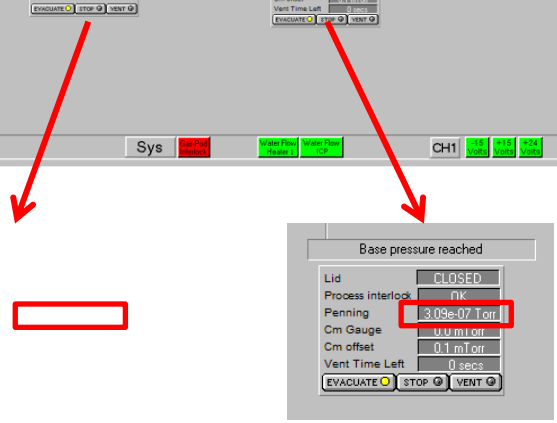 Vent Time Left 0 secs
EVACUATE STOP VENT EVACUATE STOP VENT
Sys Gas Pod Interlock Water Flow Heater 1 Water Flow ICP CH1 -15 Volts +15 Volts +24 Volts
Base pressure reached
Lid CLOSED
Process interlock OK
Penning 3.09e-07 Torr
Cm Gauge 0.0 mTorr
Cm offset 0.1 mTorr
Vent Time Left 0 secs
EVACUATE STOP VENT